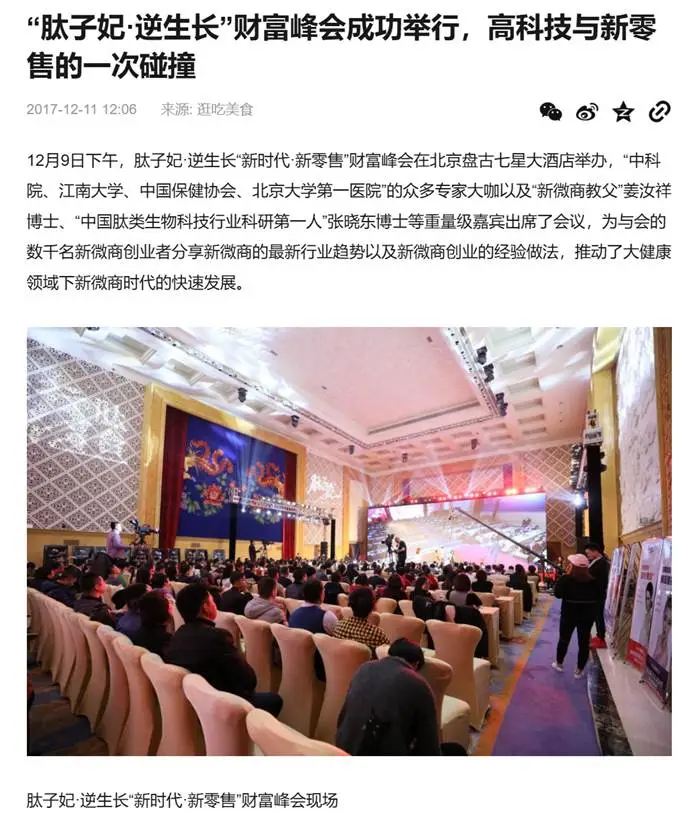 “肽子妃·逆生长”财富峰会成功举行，高科技与新零
售的一次碰撞
2017-12-11 12:06 来源: 逛吃美食
12月9日下午，肽子妃·逆生长“新时代·新零售”财富峰会在北京盘古七星大酒店举办，“中科
院、江南大学、中国保健协会、北京大学第一医院”的众多专家大咖以及“新微商教父”姜汝祥
博士、“中国肽类生物科技行业科研第一人”张晓东博士等重量级嘉宾出席了会议，为与会的
数千名新微商创业者分享新微商的最新行业趋势以及新微商创业的经验做法，推动了大健康
领域下新微商时代的快速发展。
肽子妃·逆生长“新时代·新零售”财富峰会现场